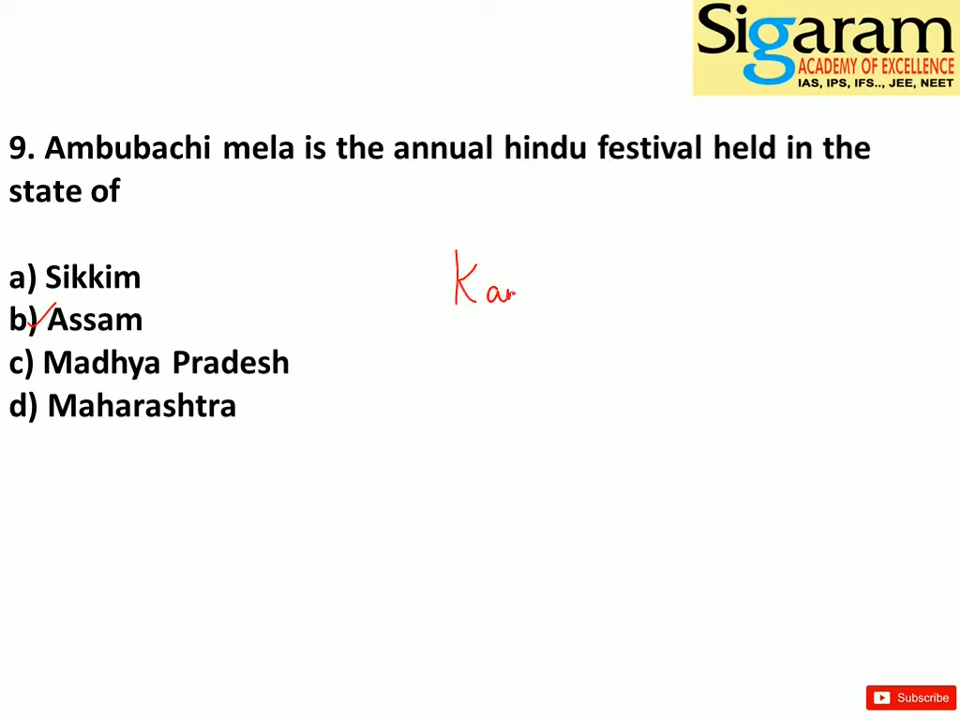 Sigaram
ACADEMY OF EXCELLENCE
IAS, IPS, IFS.., JEE, NEET
9. Ambubachi mela is the annual hindu festival held in the
state of
a) Sikkim
b) Assam
c) Madhya Pradesh
d) Maharashtra
Subscribe